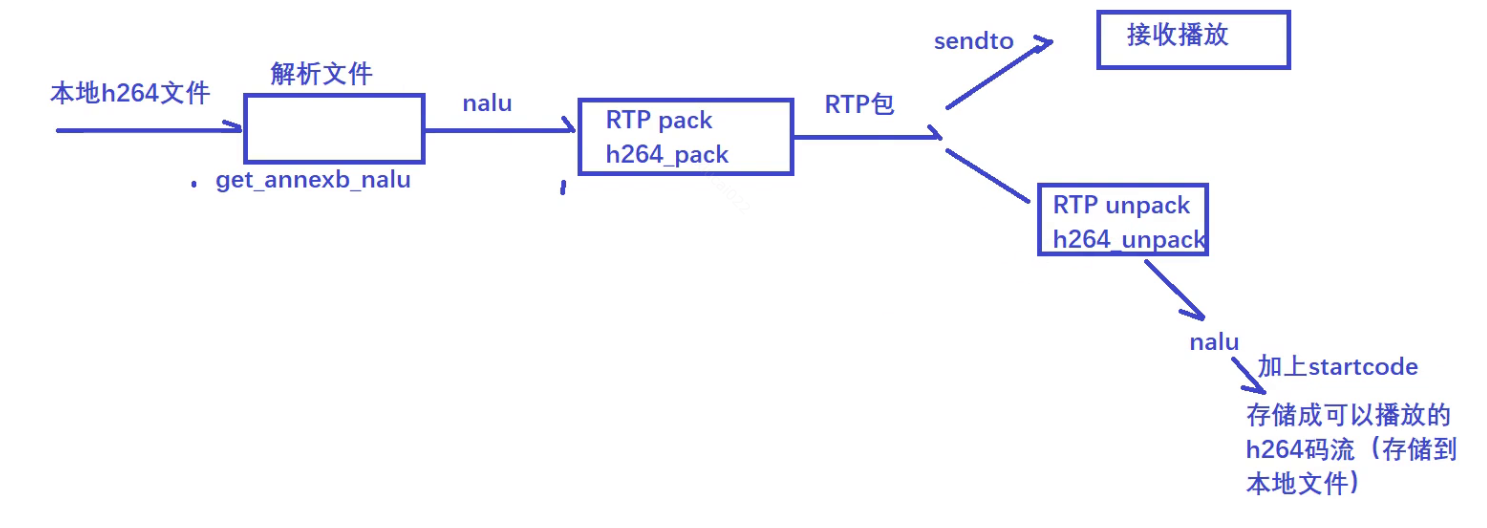 本地h264文件
解析文件
get_annexb_nalu
nalu
RTP pack
h264_pack
RTP包
sendto
接收播放
RTP unpack
h264_unpack
nalu
加上startcode
存储成可以播放的
h264码流（存储到
本地文件）